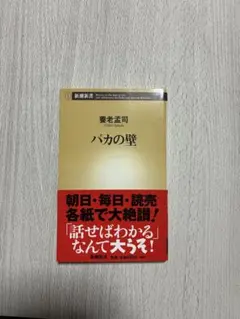 新潮新書
養老孟司
バカの壁
朝日・毎日・読売
各紙で大絶讃！
「話せばわかる」
なんて大うそ！